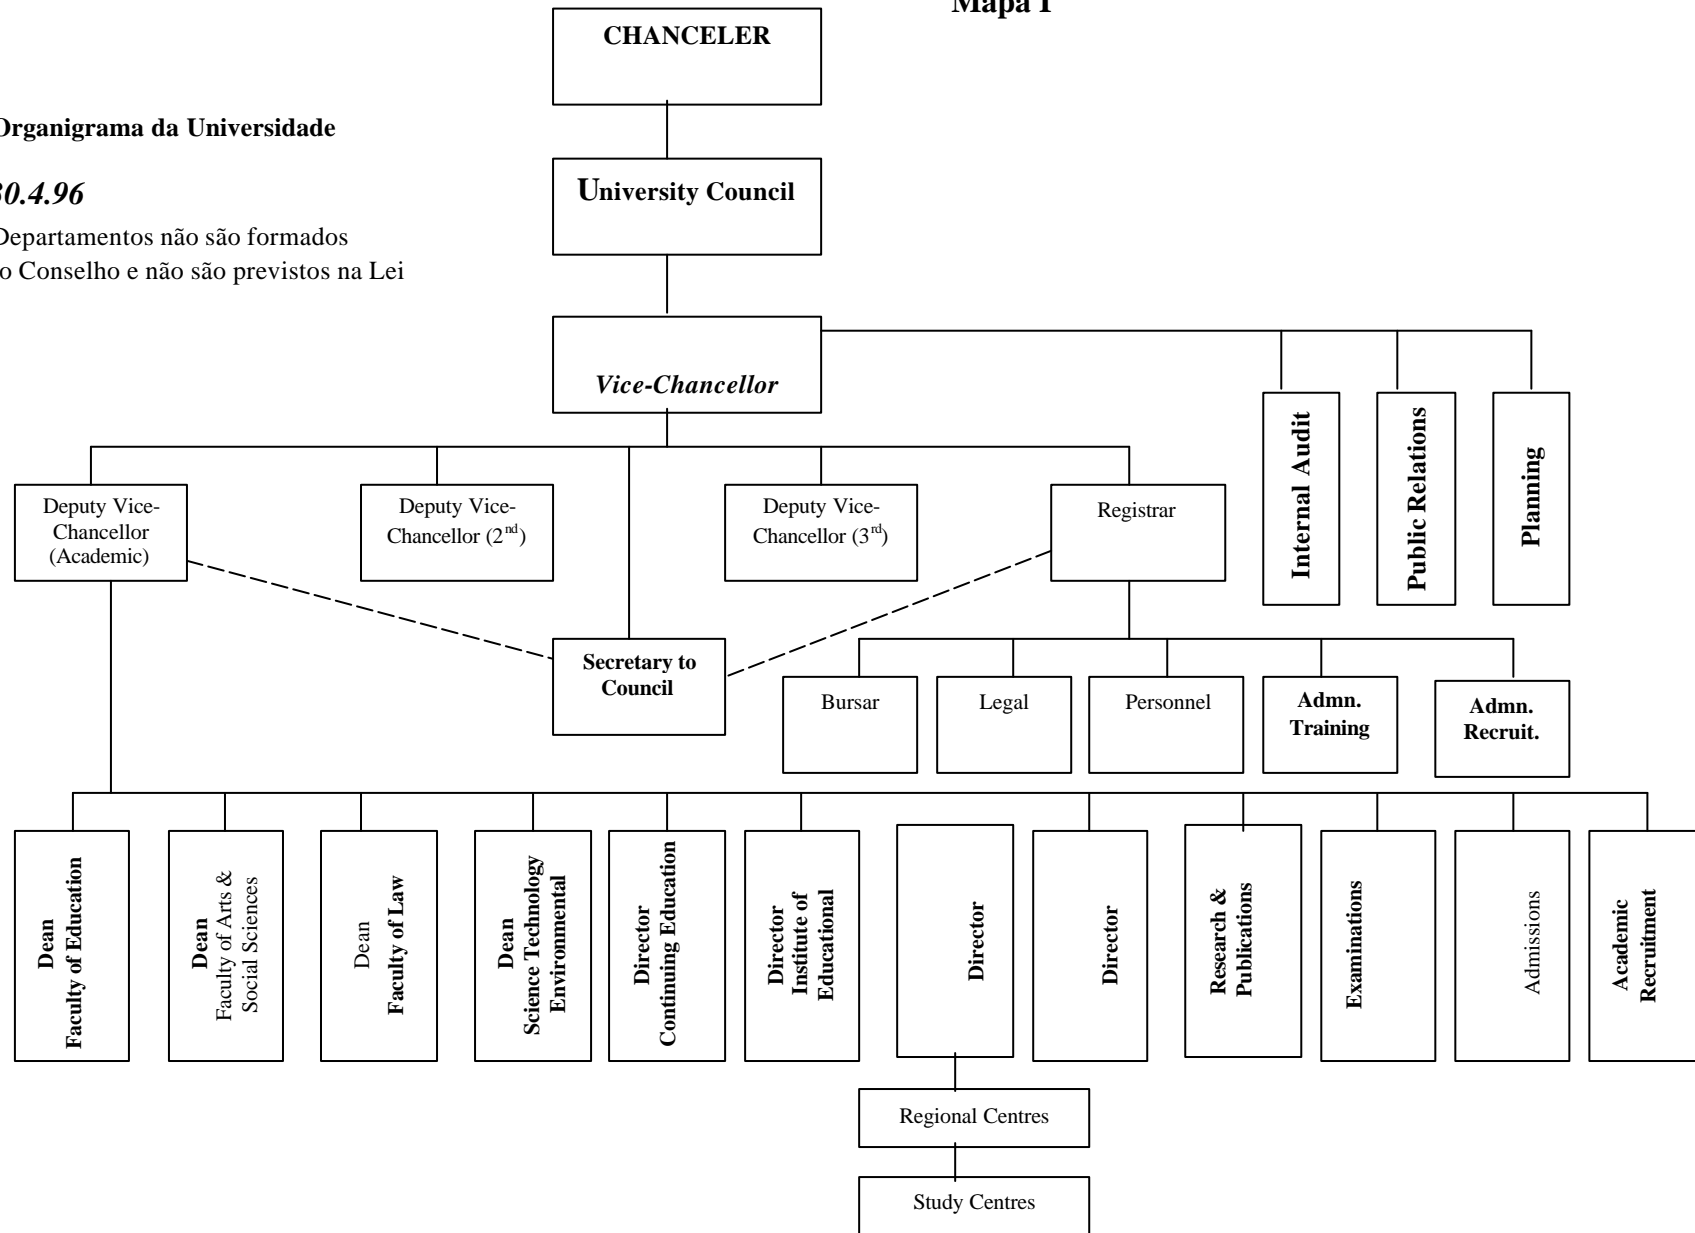 Mapa I
CHANCELER
Organigrama da Universidade
30.4.96
Departamentos não são formados
o Conselho e não são previstos na Lei
University Council
Vice-Chancellor
Internal Audit
Public Relations
Planning
Deputy Vice-
Chancellor
(Academic)
Deputy Vice-
Chancellor (2nd)
Deputy Vice-
Chancellor (3rd)
Registrar
Secretary to
Council
Bursar
Legal
Personnel
Admn.
Training
Admn.
Recruit.
Dean
Faculty of Education
Dean
Faculty of Arts &
Social Sciences
Dean
Faculty of Law
Dean
Science Technology
Environmental
Director
Continuing Education
Director
Institute of
Educational
Director
Director
Research &
Publications
Examinations
Admissions
Academic
Recruitment
Regional Centres
Study Centres